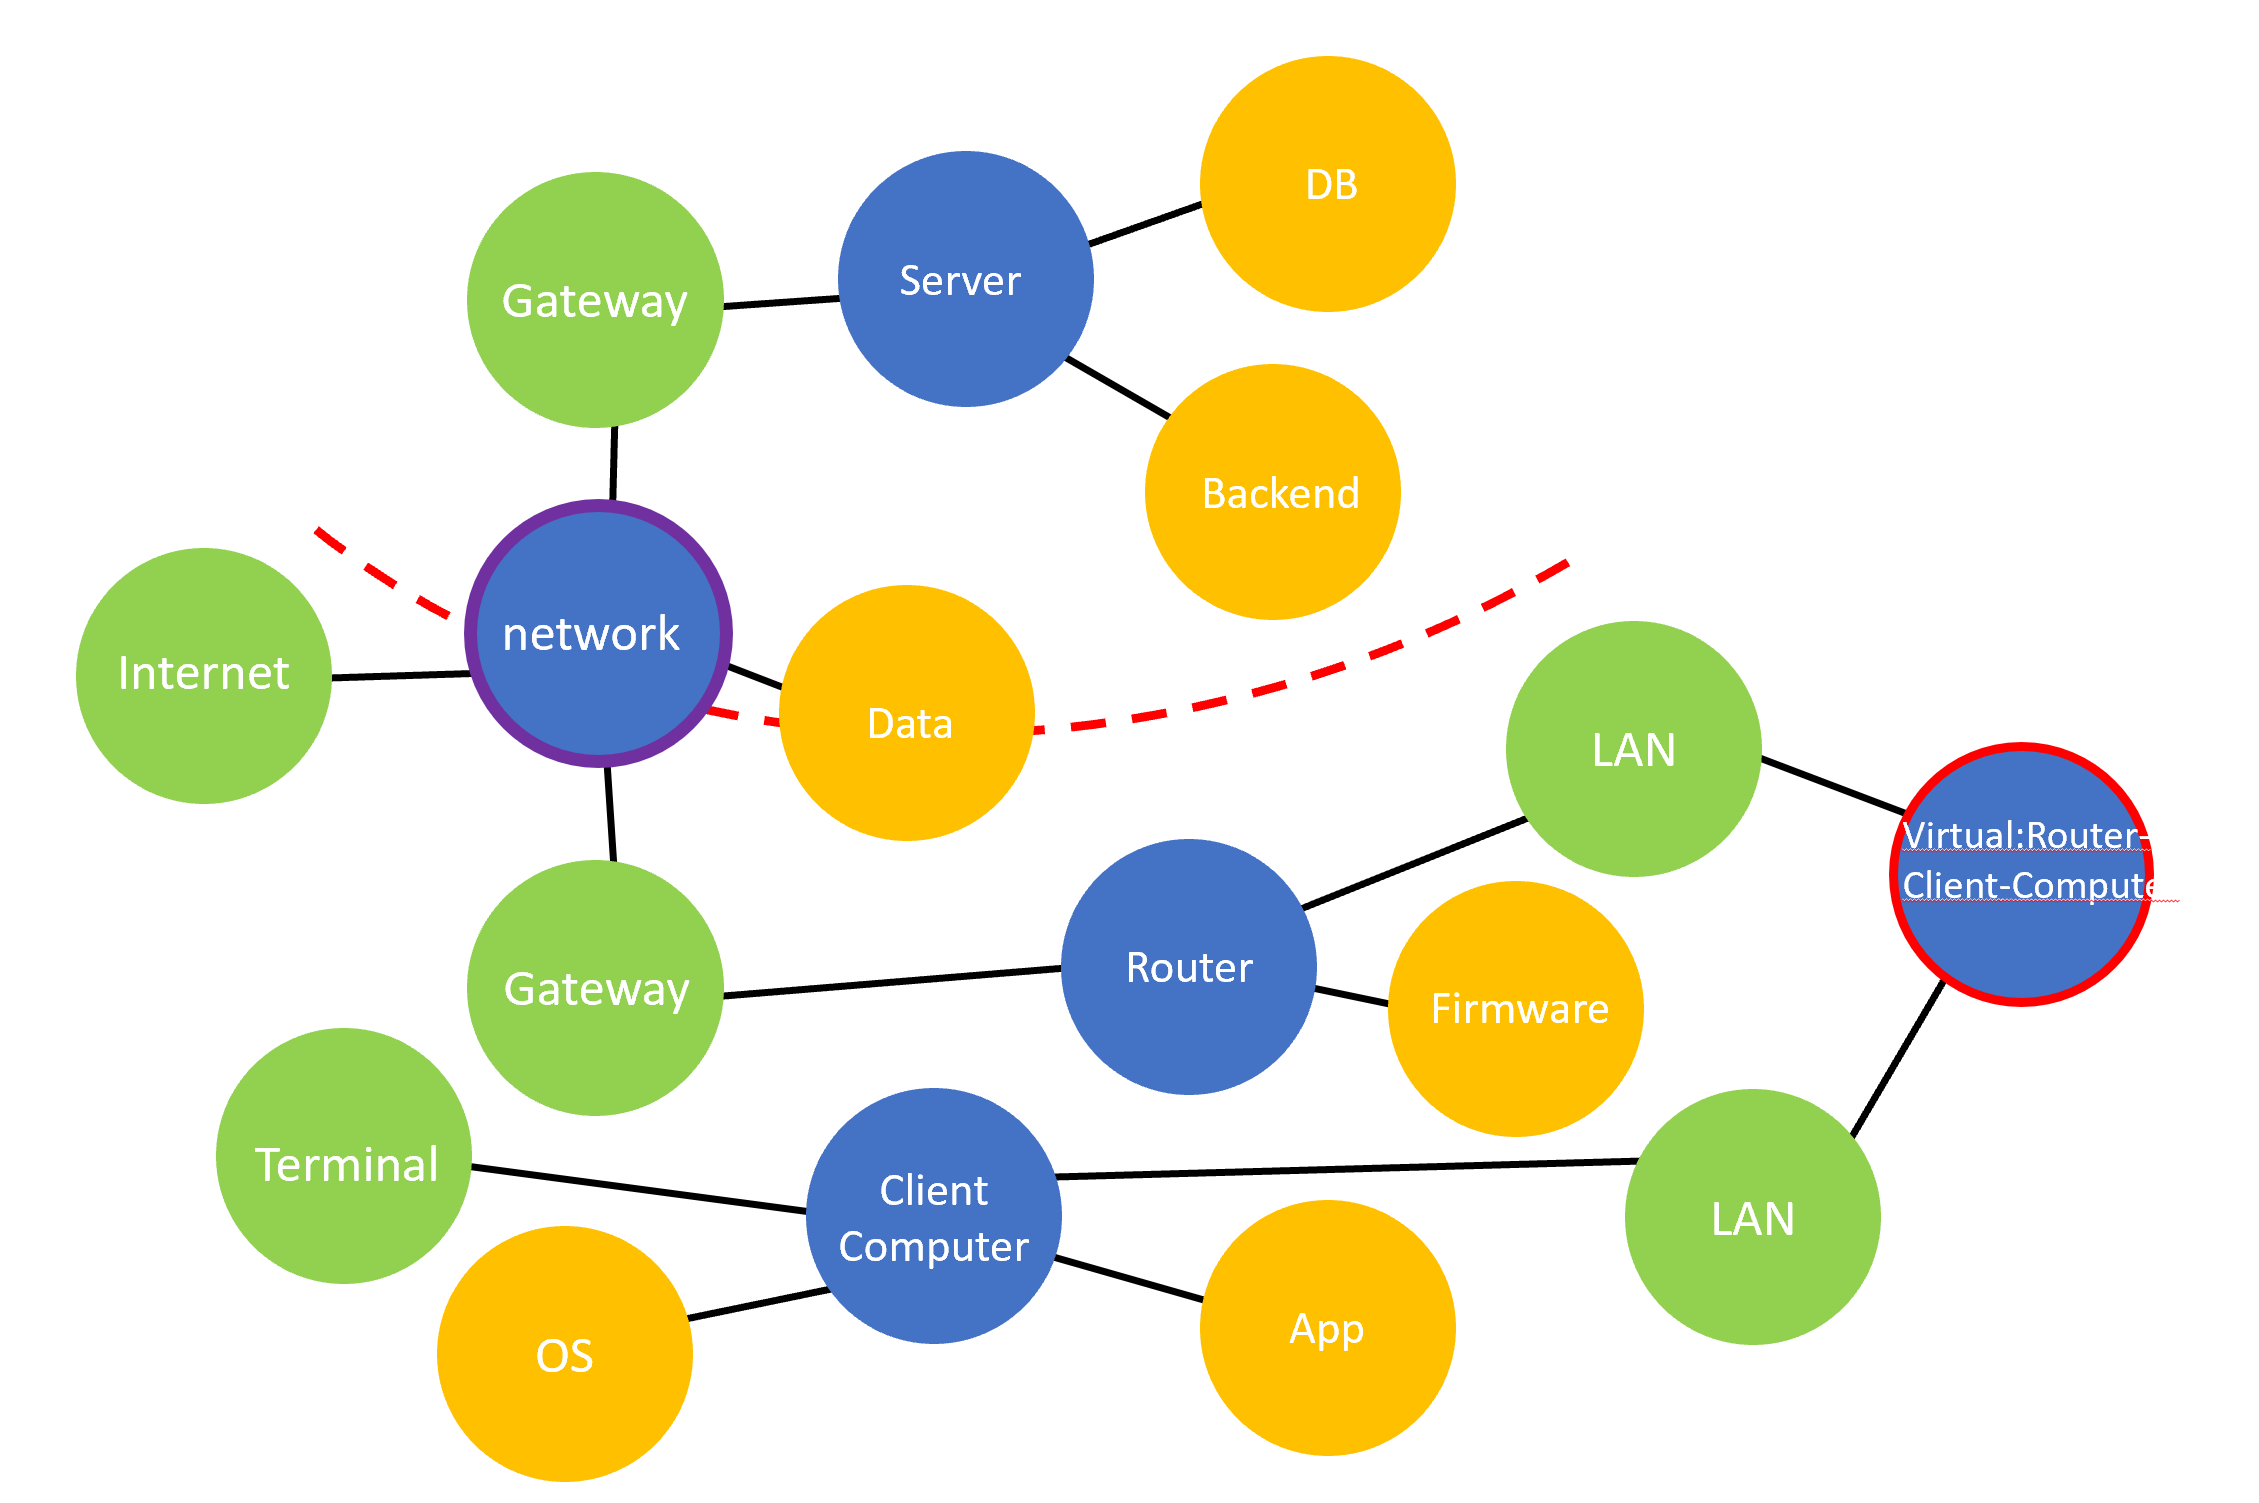 DB
Server
Gateway
Backend
network
Internet
Data
LAN
Virtual:Router-
Client-Compute
Router
Gateway
Firmware
Terminal
Client
Computer
LAN
App
OS